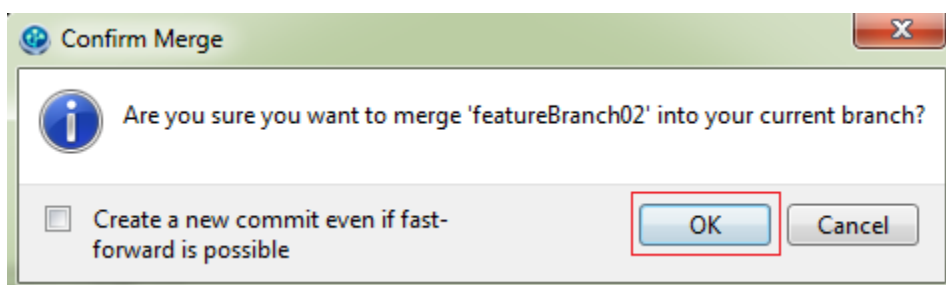 Confirm Merge
Are you sure you want to merge 'featureBranch02' into your current branch?
Create a new commit even if fast-
forward is possible
OK
Cancel